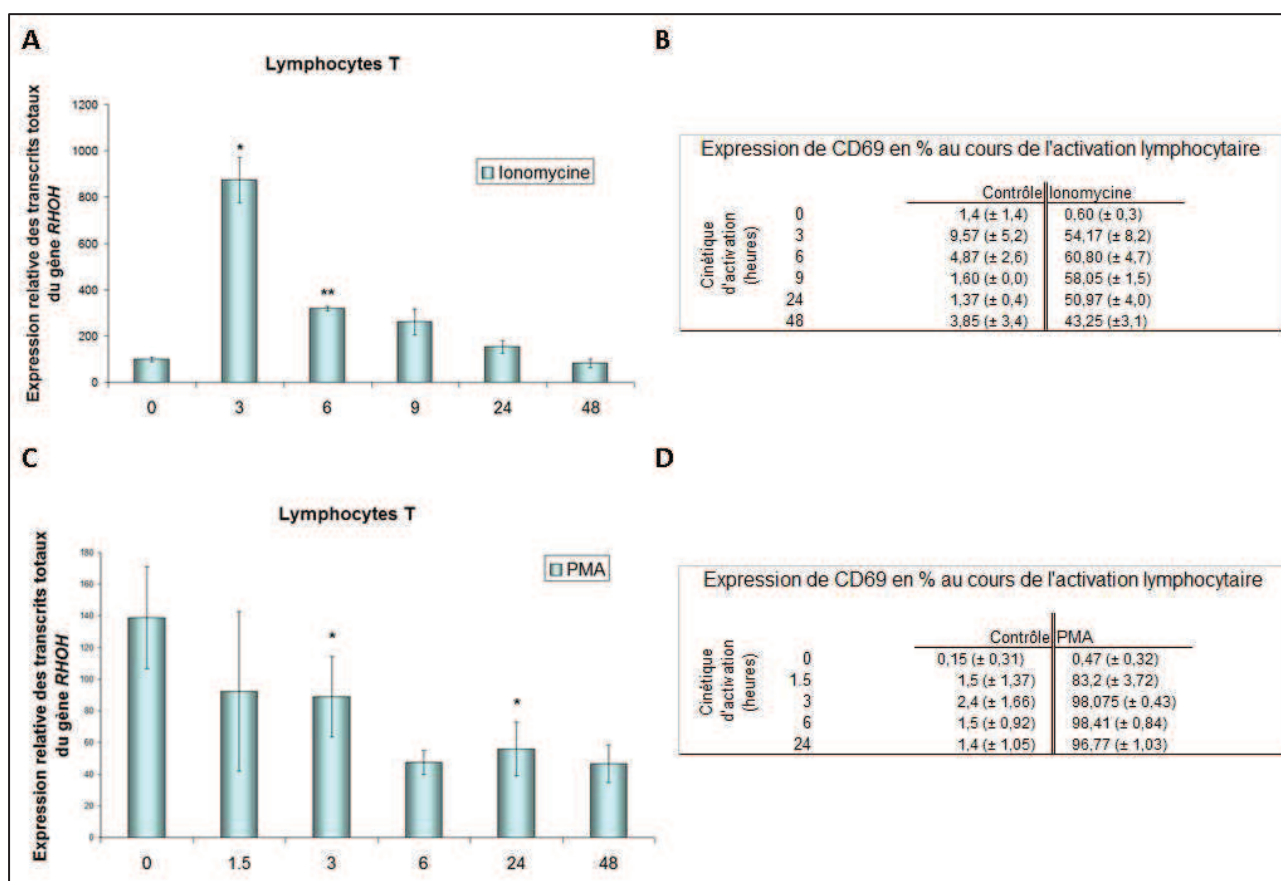 A
Lymphocytes T
Expression relative des transcrits totaux
du gène RHOH
1200
1000
800
600
400
200
0
*
**
Ionomycine
0 3 6 9 24 48
B
Expression de CD69 en % au cours de l'activation lymphocytaire
Contrôle Ionomycine
Cinétique
d'activation
(heures)
0 1,4 (± 1,4) 0,60 (± 0,3)
3 9,57 (± 5,2) 54,17 (± 8,2)
6 4,87 (± 2,6) 60,80 (± 4,7)
9 1,60 (± 0,0) 58,05 (± 1,5)
24 1,37 (± 0,4) 50,97 (± 4,0)
48 3,85 (± 3,4) 43,25 (±3,1)
C
Lymphocytes T
Expression relative des transcrits totaux
du gène RHOH
180
160
140
120
100
80
60
40
20
0
*
*
PMA
0 1.5 3 6 24 48
D
Expression de CD69 en % au cours de l'activation lymphocytaire
Contrôle PMA
Cinétique
d'activation
(heures)
0 0,15 (± 0,31) 0,47 (± 0,32)
1.5 1,5 (± 1,37) 83,2 (± 3,72)
3 2,4 (± 1,66) 98,075 (± 0,43)
6 1,5 (± 0,92) 98,41 (± 0,84)
24 1,4 (± 1,05) 96,77 (± 1,03)